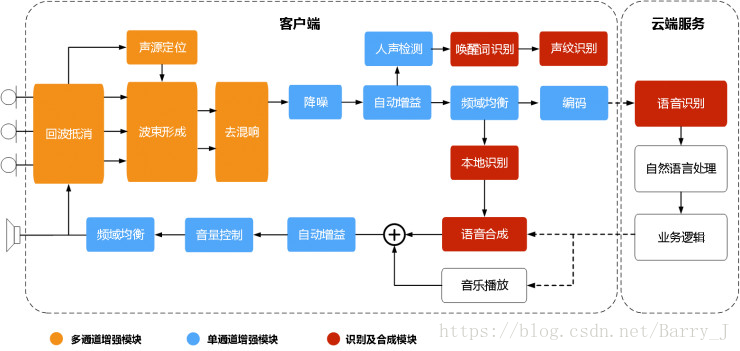 客户端
云端服务
声源定位
人声检测
唤醒词识别
声纹识别
回波抵消
波束形成
去混响
降噪
自动增益
频域均衡
编码
语音识别
本地识别
自然语言处理
频域均衡
音量控制
自动增益
语音合成
业务逻辑
音乐播放
多通道增强模块
单通道增强模块
识别及合成模块
https://blog.csdn.net/Barry_J